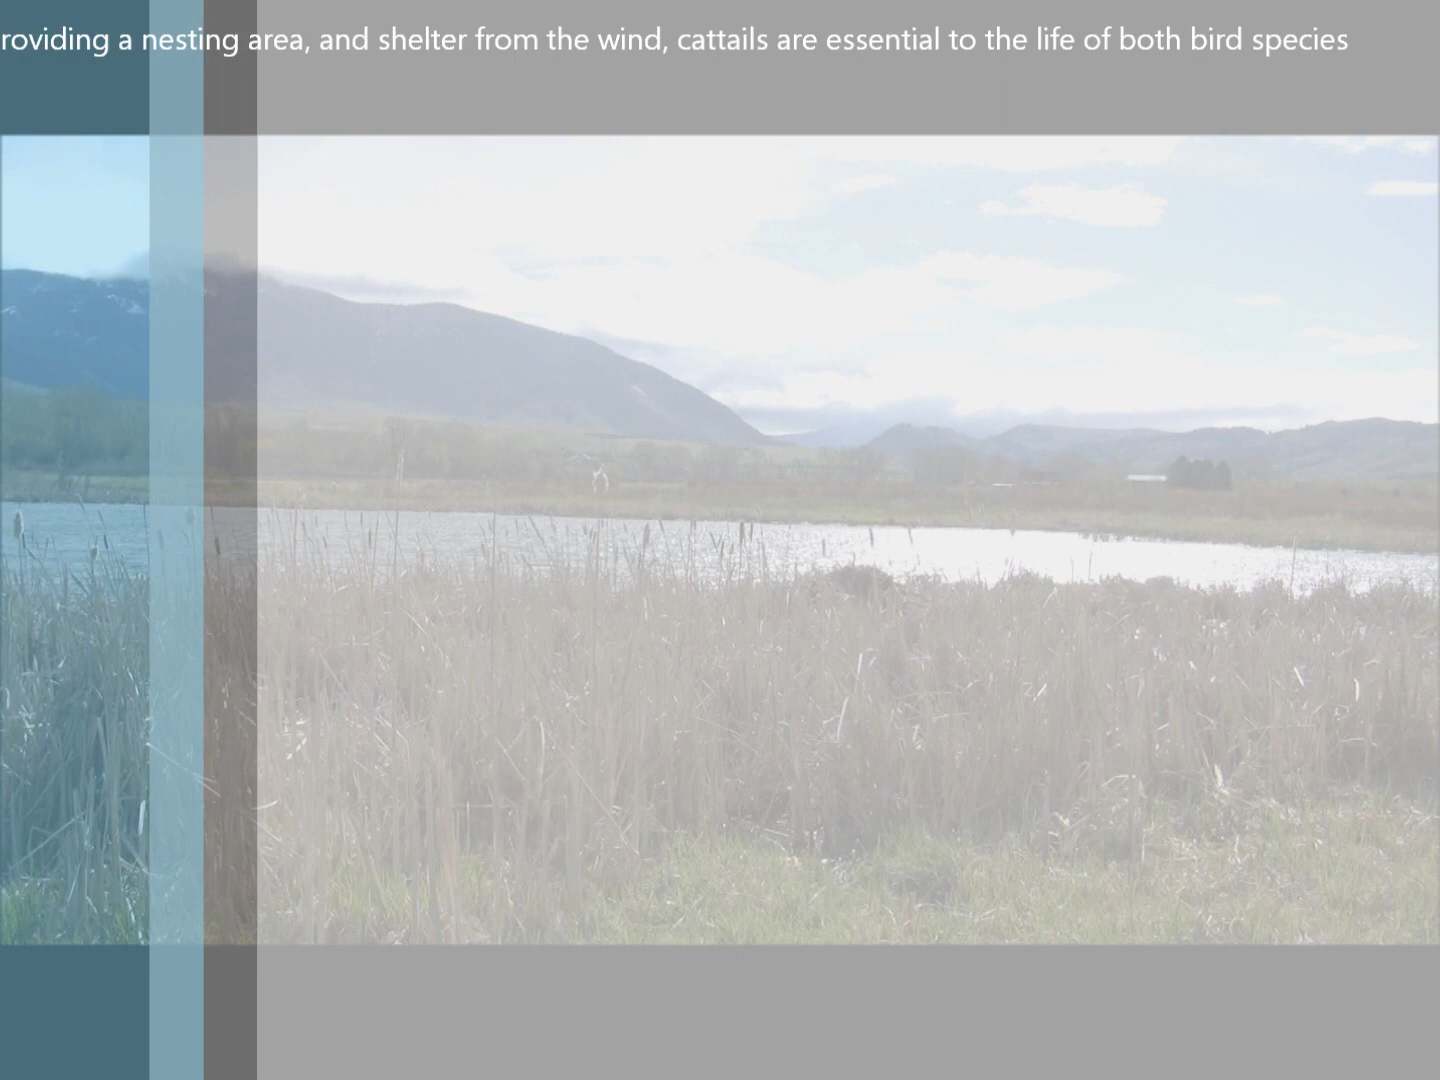 roviding a nesting area, and shelter from the wind, cattails are essential to the life of both bird species